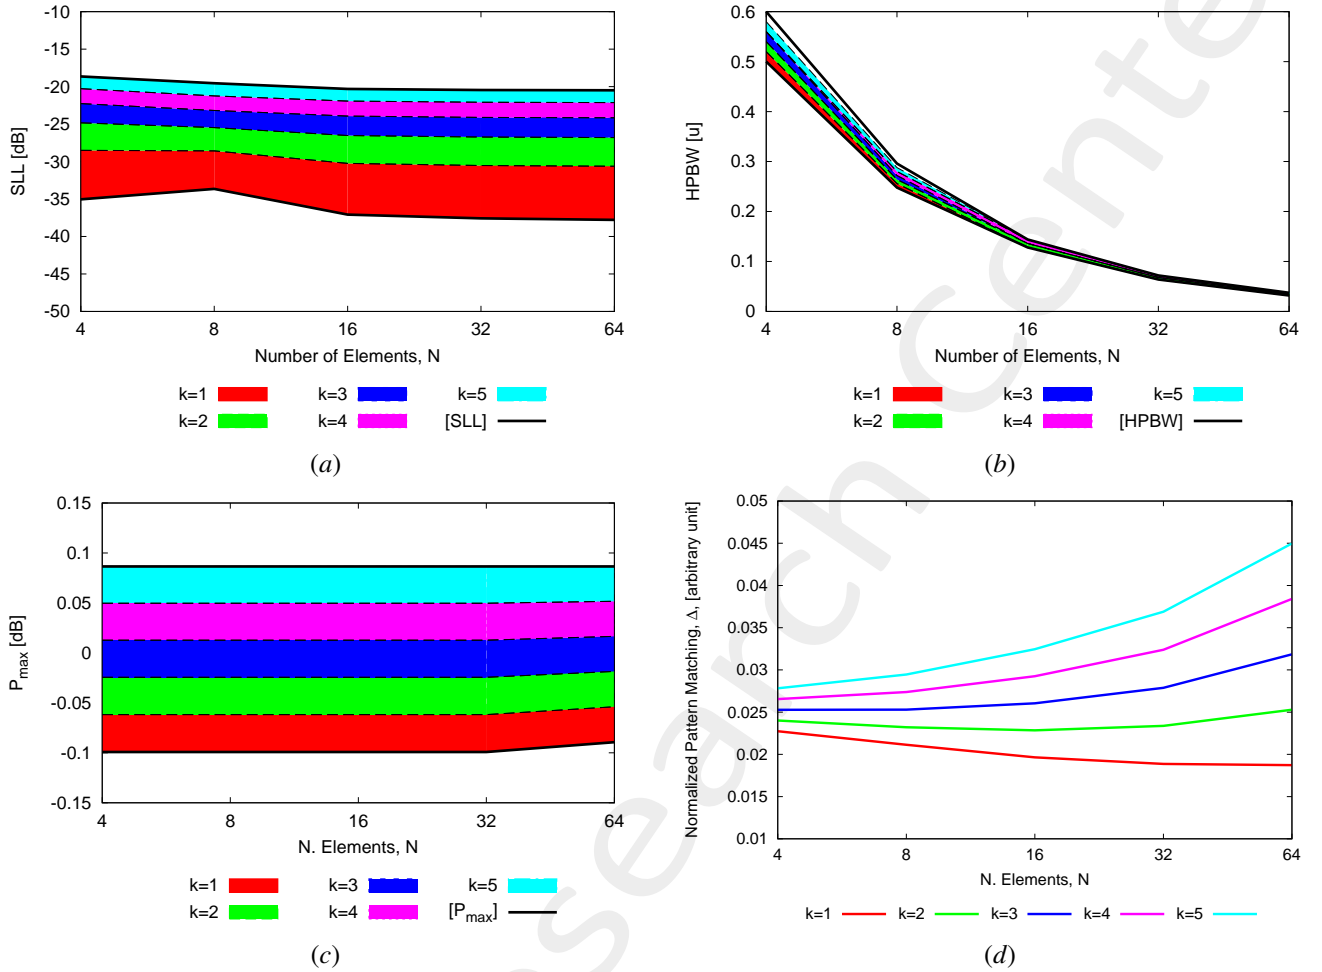 -10
-15
-20
-25
-30
-35
-40
-45
-50
SLL [dB]
4 8 16 32 64
Number of Elements, N
k=1 k=3 k=5
k=2 k=4 [SLL]
(a)
0.6
0.5
0.4
0.3
0.2
0.1
0
HPBW [u]
4 8 16 32 64
Number of Elements, N
k=1 k=3 k=5
k=2 k=4 [HPBW]
(b)
0.15
0.1
0.05
0
-0.05
-0.1
-0.15
Pmax [dB]
4 8 16 32 64
N. Elements, N
k=1 k=3 k=5
k=2 k=4 [Pmax]
(c)
0.05
0.045
0.04
0.035
0.03
0.025
0.02
0.015
0.01
Normalized Pattern Maching, Δ, [arbitrary unit]
4 8 16 32 64
N. Elements, N
k=1 k=2 k=3 k=4 k=5
(d)
search Cente